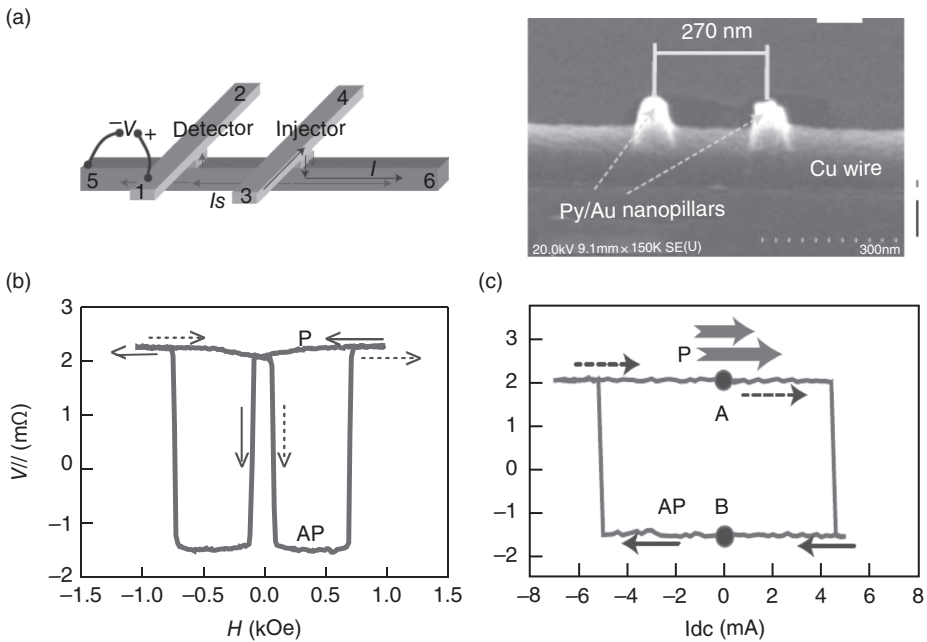 (a)
2
4
−V +
Detector
Injector
5
1
Is
3
I
6
270 nm
Cu wire
Py/Au nanopillars
20.0kV 9.1mm × 150K SE(U)
300nm
(b)
3
2
1
0
−1
−2
V// (mΩ)
P
AP
−1.5
−1.0
−0.5
0.0
0.5
1.0
1.5
H (kOe)
(c)
3
2
1
0
−1
−2
P
A
AP
B
−8
−6
−4
−2
0
2
4
6
8
Idc (mA)